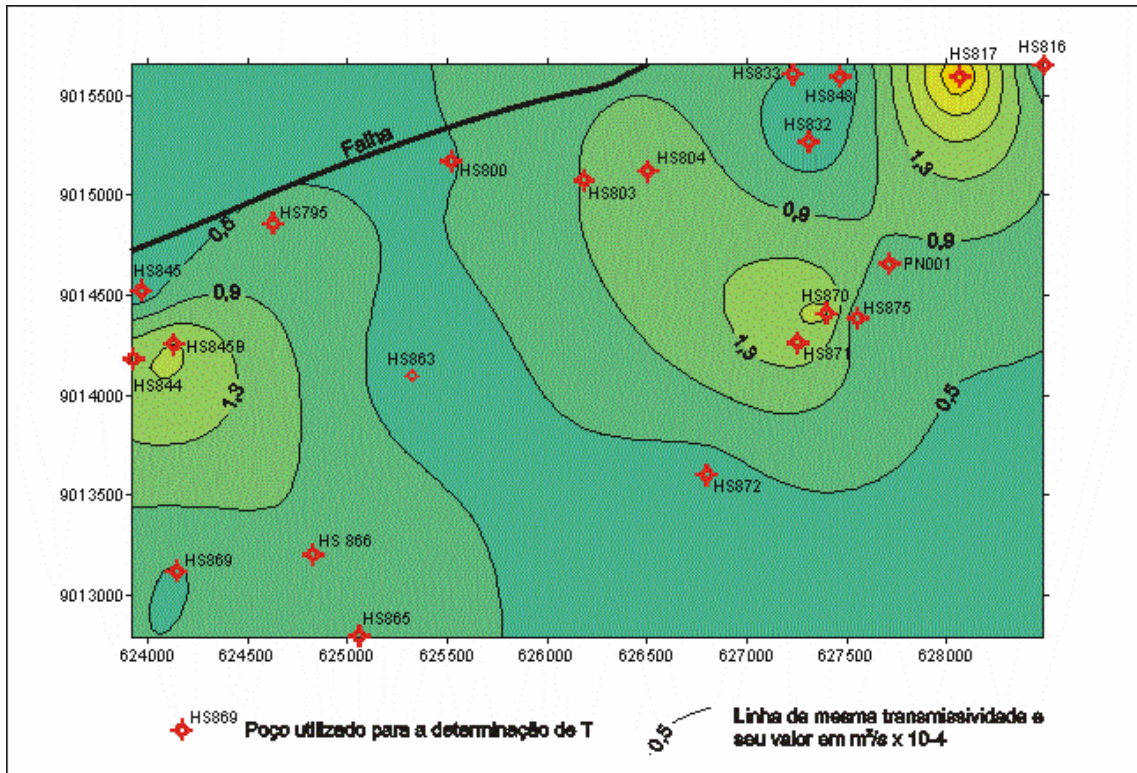 HS816
HS817
HS833
HS848
9015500
HS832
Falha
HS804
HS800
1,3
HS803
9015000
0,9
HS795
0,5
0,9
HS845
PN001
9014500
0,9
HS870
HS875
HS845B
1,3
HS871
HS863
HS844
9014000
1,3
0,5
9013500
HS872
HS 866
HS869
9013000
HS865
624000 624500 625000 625500 626000 626500 627000 627500 628000
HS869
Poço utilizado para a determinação de T
0,5
Linha de mesma transmissividade e
seu valor em m²/s x 10-4